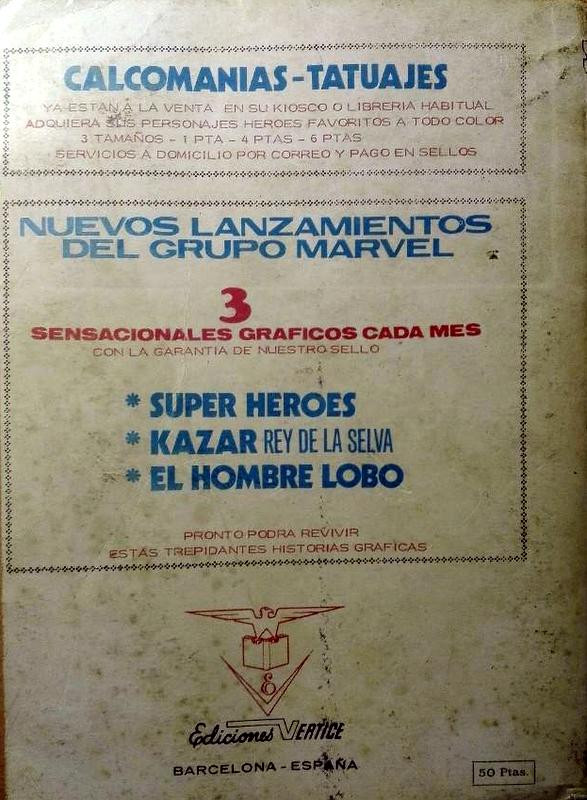 CALCOMANIAS-TATUAJES
YA ESTAN A LA VENTA EN SU KIOSCO O LIBRERIA HABITUAL
ADQUIERA SUS PERSONAJES HEROES FAVORITOS A TODO COLOR
3 TAMAÑOS - 1 PTA - 4 PTAS - 6 PTAS
SERVICIOS A DOMICILIO POR CORREO Y PAGO EN SELLOS
NUEVOS LANZAMIENTOS
DEL GRUPO MARVEL
3
SENSACIONALES GRAFICOS CADA MES
CON LA GARANTIA DE NUESTRO SELLO
* SUPER HEROES
* KAZAR REY DE LA SELVA
* EL HOMBRE LOBO
PRONTO PODRA REVIVIR
ESTAS TREPIDANTES HISTORIAS GRAFICAS
E
Ediciones VERTICE
BARCELONA - ESPAÑA
50 Ptas.